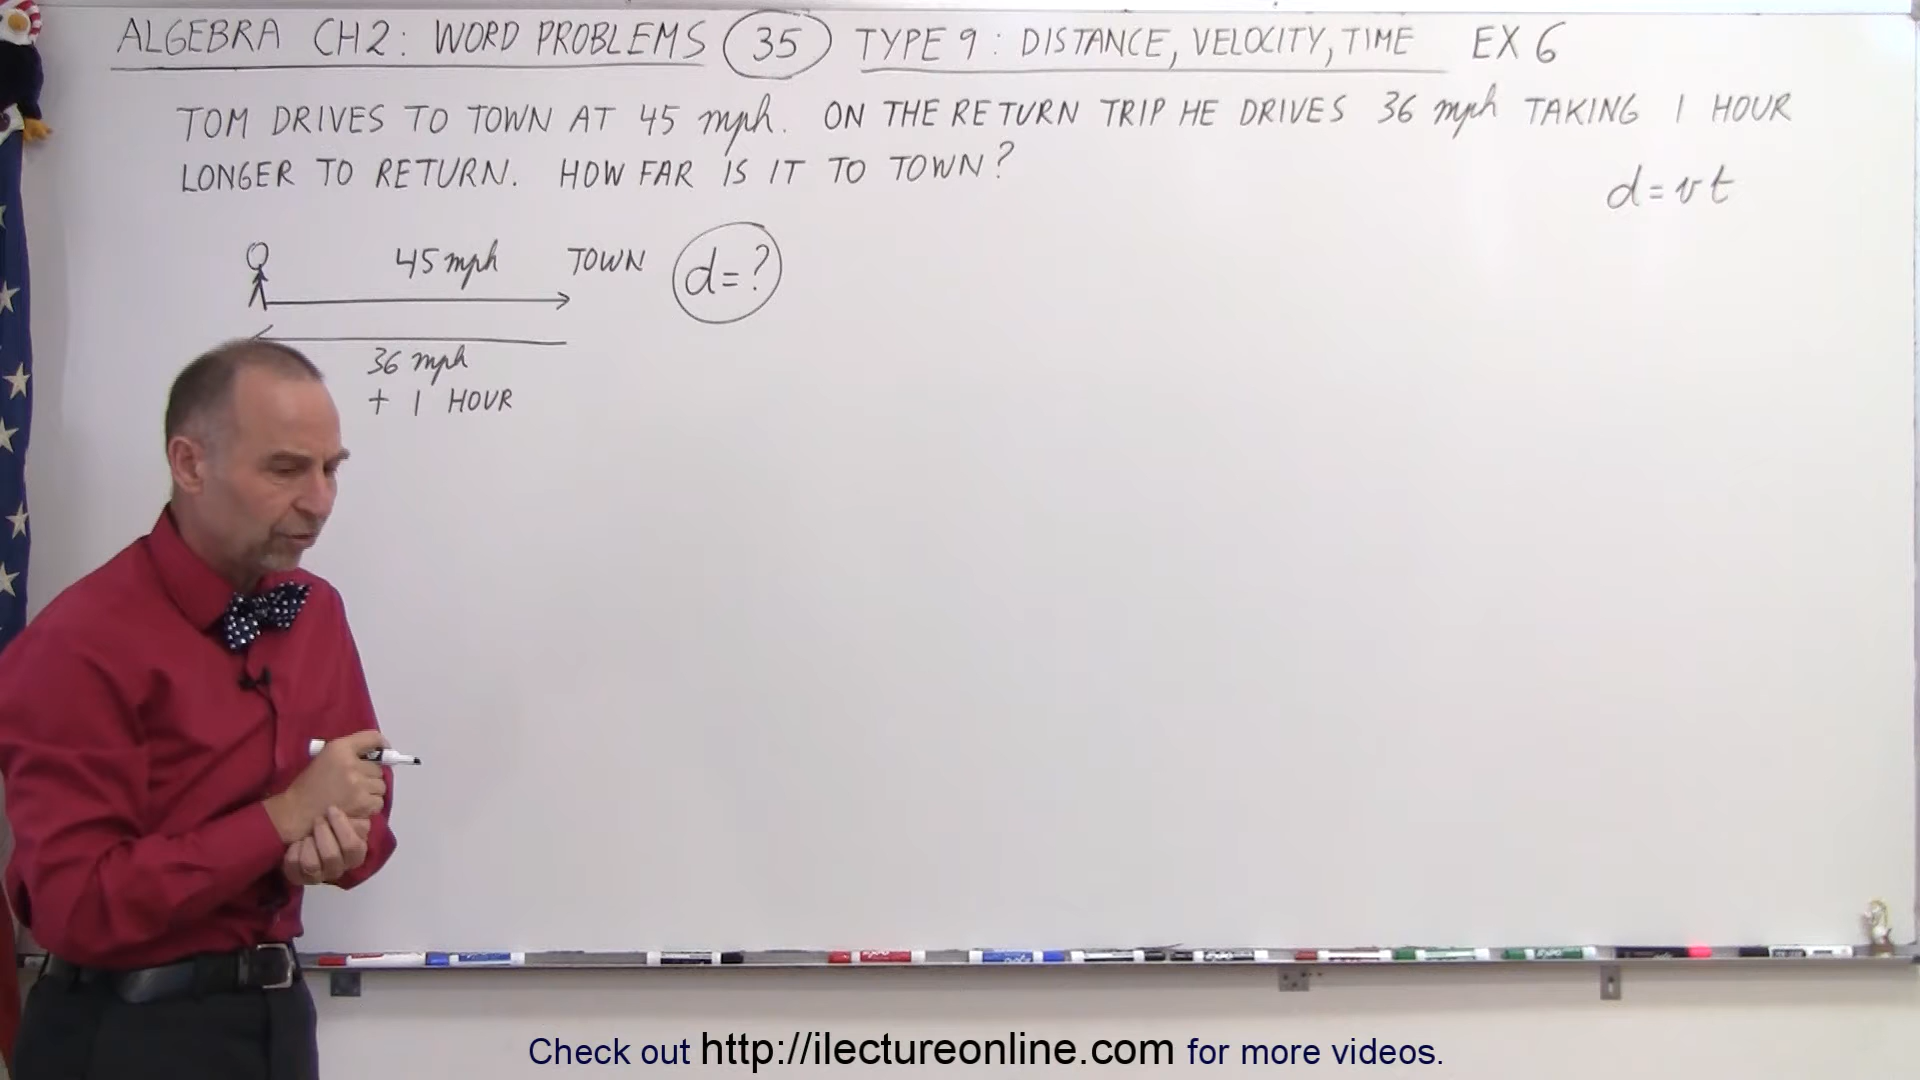 ALGEBRA CH2: WORD PROBLEMS 35 TYPE 9: DISTANCE, VELOCITY, TIME EX 6
TOM DRIVES TO TOWN AT 45 mph. ON THE RETURN TRIP HE DRIVES 36 mph TAKING 1 HOUR
LONGER TO RETURN. HOW FAR IS IT TO TOWN?
d=vt
45 mph TOWN d=?
36 mph
+ 1 HOUR
Check out http://ilectureonline.com for more videos.